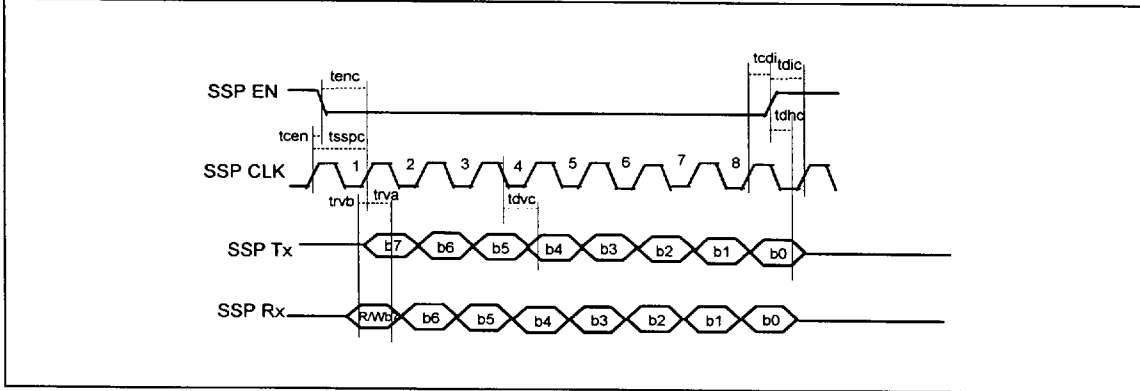 tcdi
tdic
tenc
SSP EN
tdhc
tcen
tsspc
SSP CLK
1 2 3 4 5 6 7 8
trvb
trva
tdvc
SSP Tx
b7 b6 b5 b4 b3 b2 b1 b0
SSP Rx
R/Wb b6 b5 b4 b3 b2 b1 b0